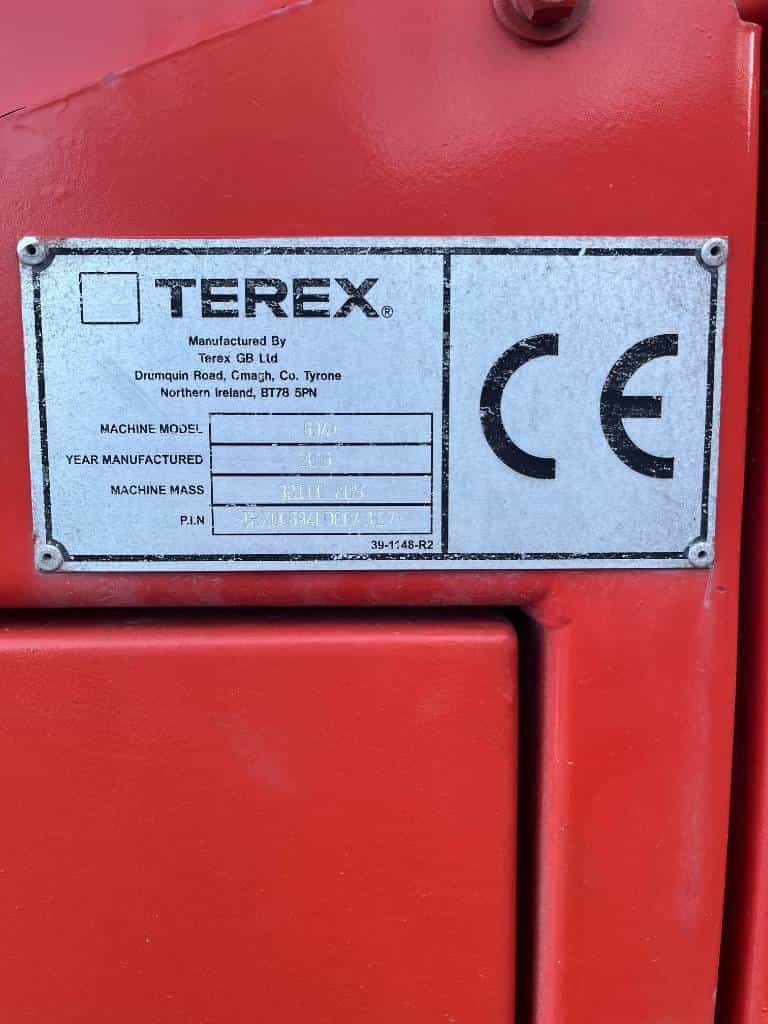 TEREX®
Manufactured By
Terex GB Ltd
Drumquin Road, Omagh, Co. Tyrone
Northern Ireland, BT78 5PN
MACHINE MODEL
YEAR MANUFACTURED
MACHINE MASS
P.I.N
39-1148-R2
CE